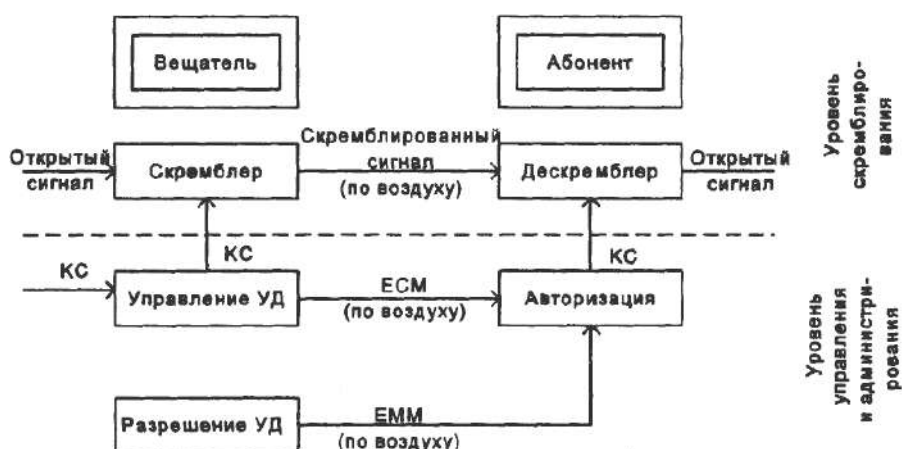 Вещатель
Абонент
Открытый
сигнал
Скремблер
Скремблированный
сигнал
(по воздуху)
Дескремблер
Открытый
сигнал
Уровень
скремблиро-
вания
КС
КС
КС
Управление УД
ECM
(по воздуху)
Авторизация
Разрешение УД
EMM
(по воздуху)
Уровень
управления
и администри-
рования